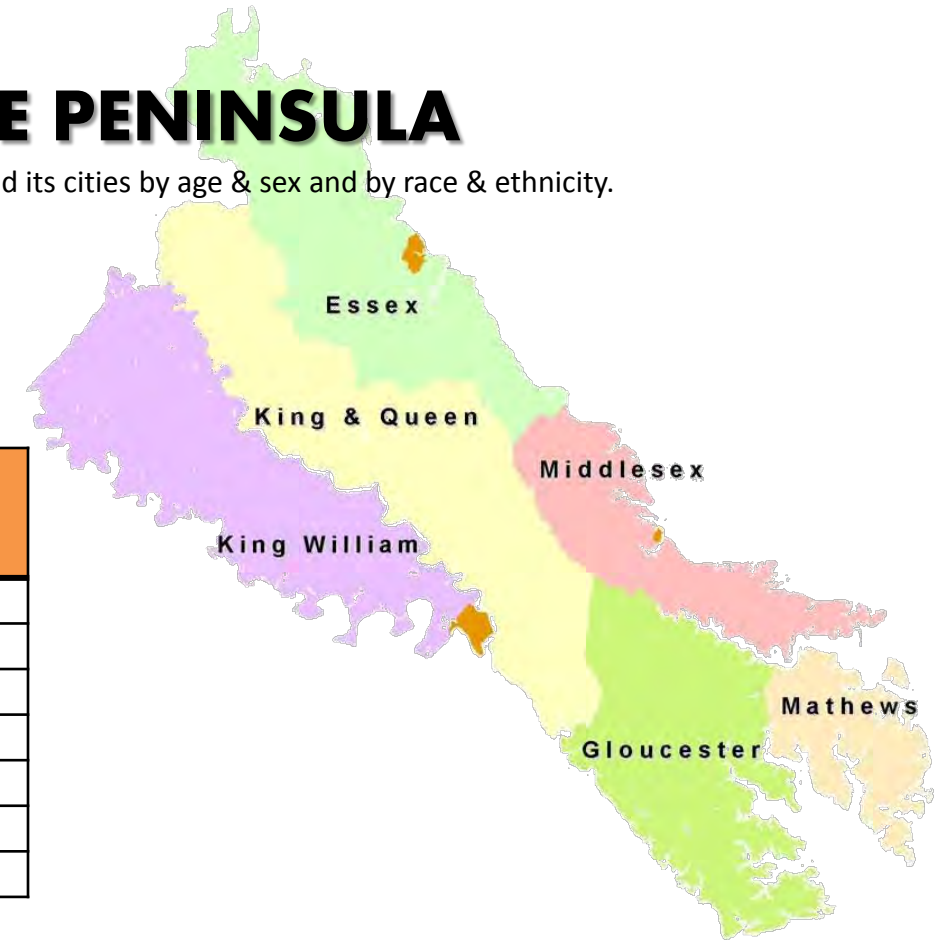 E PENINSULA
d its cities by age & sex and by race & ethnicity.
Essex
King & Queen
Middlesex
King William
Mathews
Gloucester